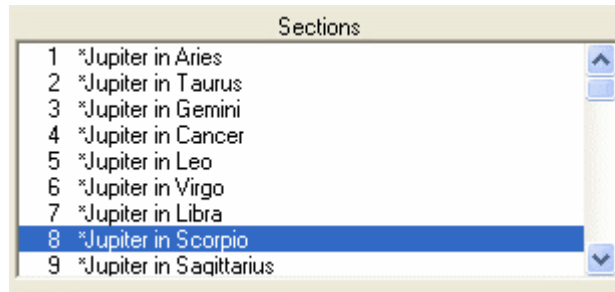 Sections
1 *Jupiter in Aries
2 *Jupiter in Taurus
3 *Jupiter in Gemini
4 *Jupiter in Cancer
5 *Jupiter in Leo
6 *Jupiter in Virgo
7 *Jupiter in Libra
8 *Jupiter in Scorpio
9 *Jupiter in Sagittarius